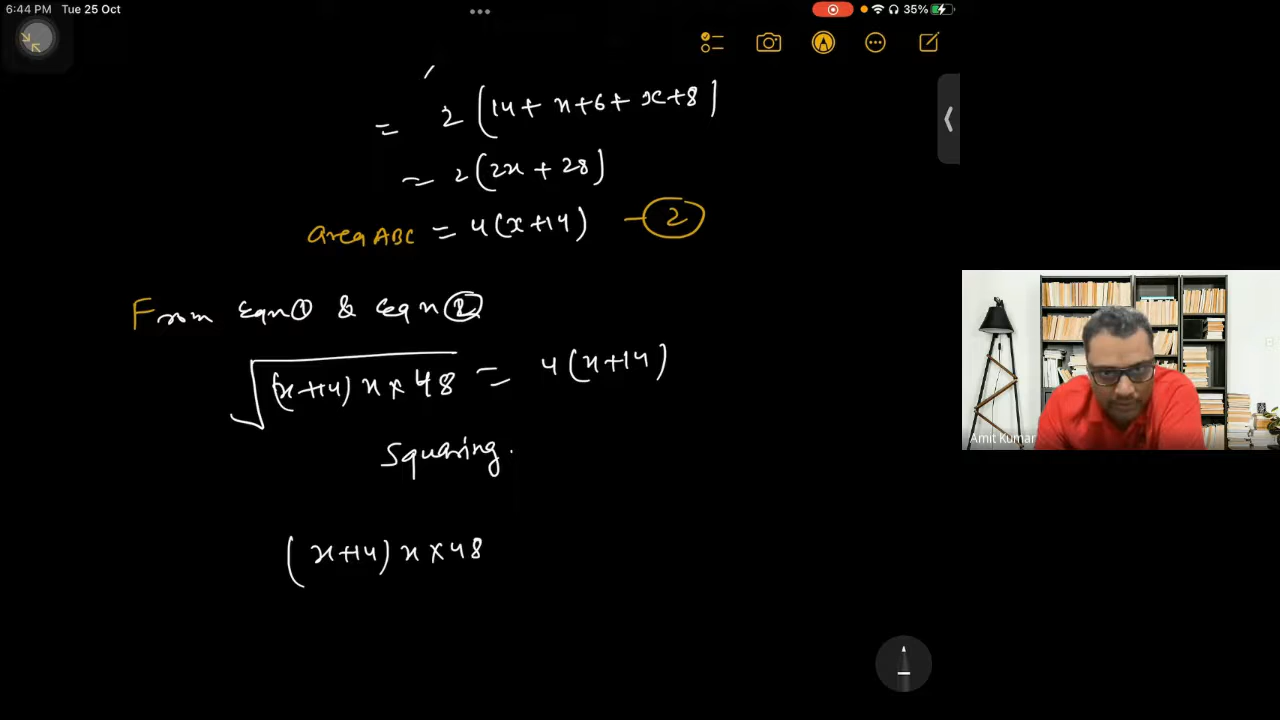 6:44 PM Tue 25 Oct
35%
= 2(14+x+6+x+8)
= 2(2x+28)
area ABC = 4(x+14) -②
From Eqn① & Eqn②
√(x+14)x×48 = 4(x+14)
Squaring.
(x+14)x×48
Amit Kumar